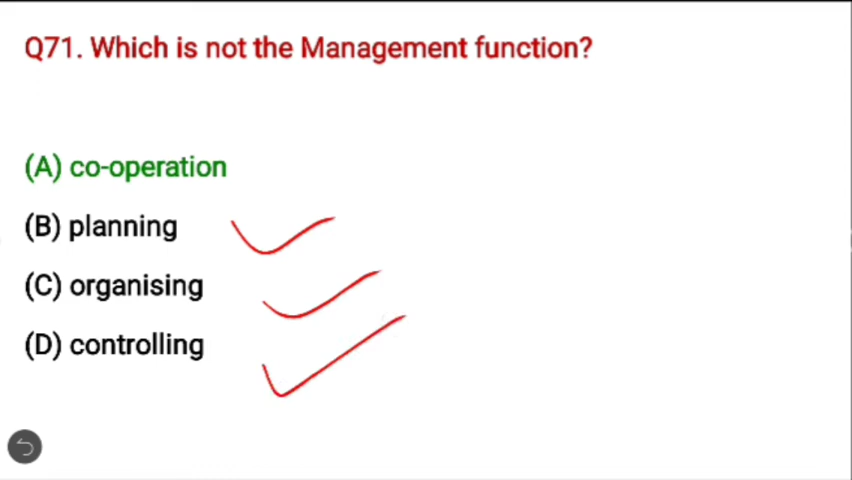 Q71. Which is not the Management function?
(A) co-operation
(B) planning
(C) organising
(D) controlling